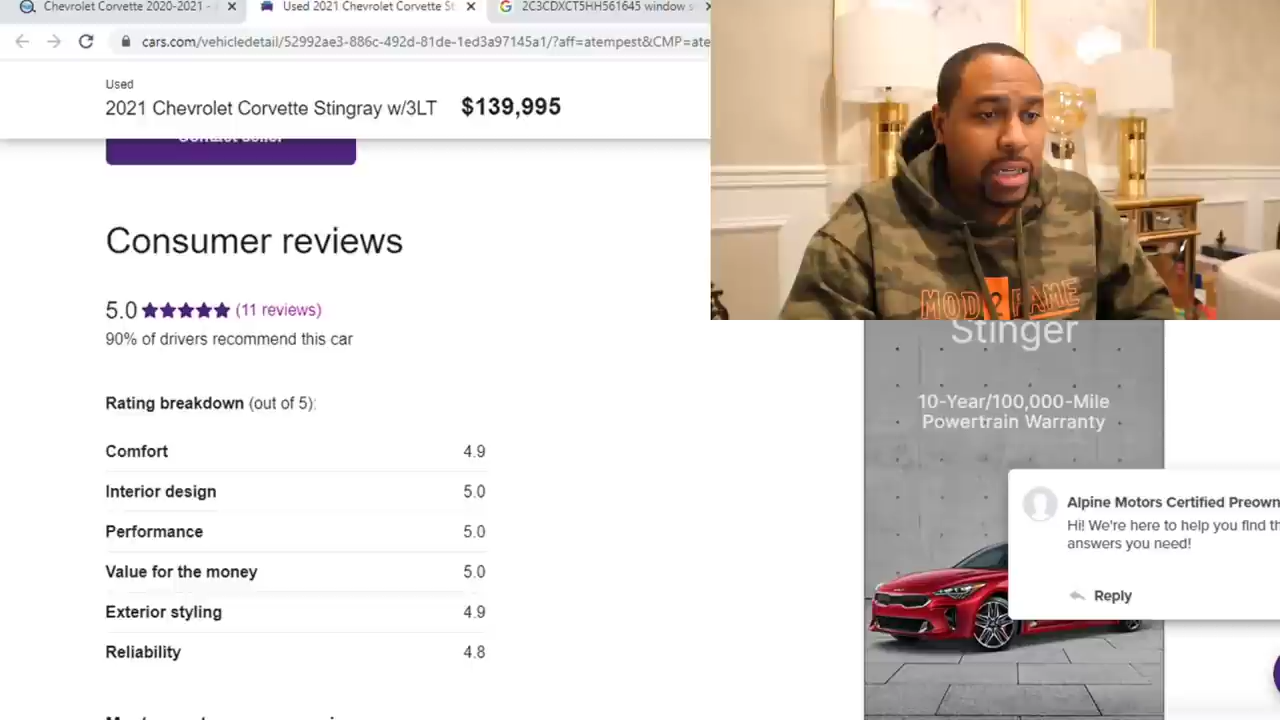 Chevrolet Corvette 2020-2021 -
Used 2021 Chevrolet Corvette St
2C3CDXCT5HH561645 window s
cars.com/vehicledetail/52992ae3-886c-492d-81de-1ed3a97145a1/?aff=atempest&CMP=ate
Used
2021 Chevrolet Corvette Stingray w/3LT $139,995
Contact seller
Consumer reviews
5.0 (11 reviews)
90% of drivers recommend this car
Rating breakdown (out of 5):
Comfort 4.9
Interior design 5.0
Performance 5.0
Value for the money 5.0
Exterior styling 4.9
Reliability 4.8
MOD 2 FAME
Stinger
10-Year/100,000-Mile
Powertrain Warranty
Alpine Motors Certified Preown
Hi! We're here to help you find th
answers you need!
Reply